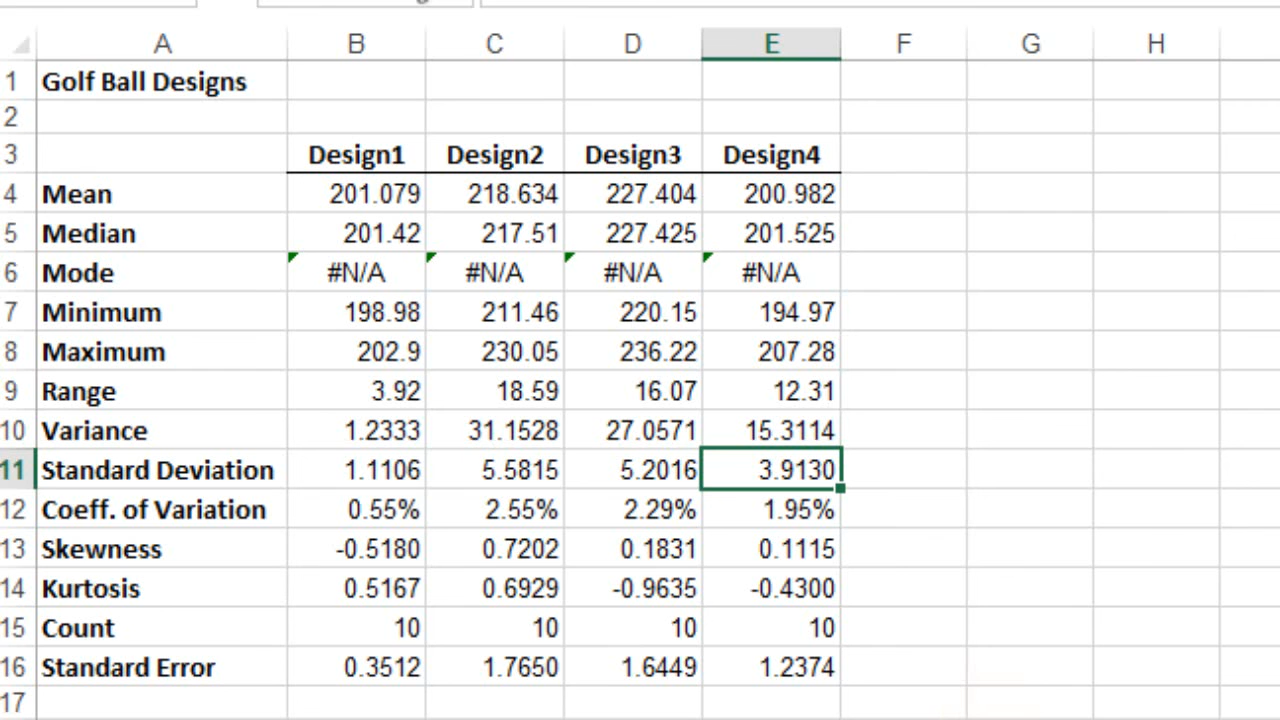 A B C D E F G H
1 Golf Ball Designs
2
3 Design1 Design2 Design3 Design4
4 Mean 201.079 218.634 227.404 200.982
5 Median 201.42 217.51 227.425 201.525
6 Mode #N/A #N/A #N/A #N/A
7 Minimum 198.98 211.46 220.15 194.97
8 Maximum 202.9 230.05 236.22 207.28
9 Range 3.92 18.59 16.07 12.31
10 Variance 1.2333 31.1528 27.0571 15.3114
11 Standard Deviation 1.1106 5.5815 5.2016 3.9130
12 Coeff. of Variation 0.55% 2.55% 2.29% 1.95%
13 Skewness -0.5180 0.7202 0.1831 0.1115
14 Kurtosis 0.5167 0.6929 -0.9635 -0.4300
15 Count 10 10 10 10
16 Standard Error 0.3512 1.7650 1.6449 1.2374
17